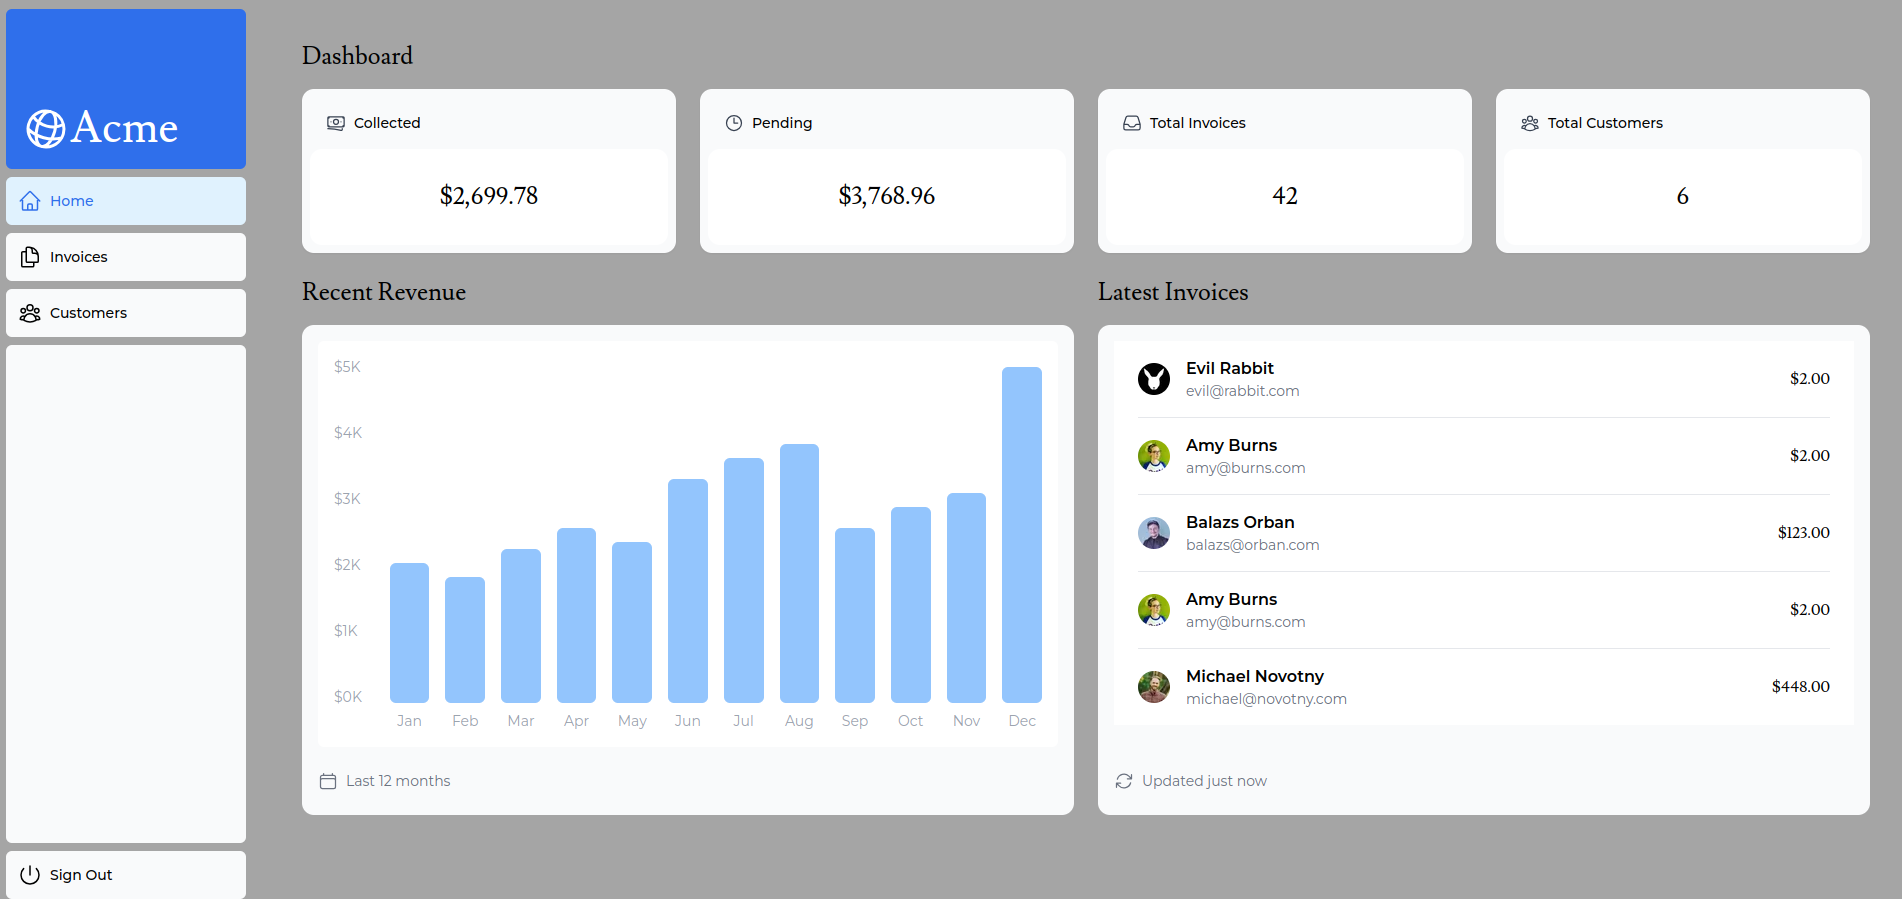 Acme
Home
Invoices
Customers
Sign Out
Dashboard
Collected
$2,699.78
Pending
$3,768.96
Total Invoices
42
Total Customers
6
Recent Revenue
$5K
$4K
$3K
$2K
$1K
$0K
Jan Feb Mar Apr May Jun Jul Aug Sep Oct Nov Dec
Last 12 months
Latest Invoices
Evil Rabbit
evil@rabbit.com
$2.00
Amy Burns
amy@burns.com
$2.00
Balazs Orban
balazs@orban.com
$123.00
Amy Burns
amy@burns.com
$2.00
Michael Novotny
michael@novotny.com
$448.00
Updated just now